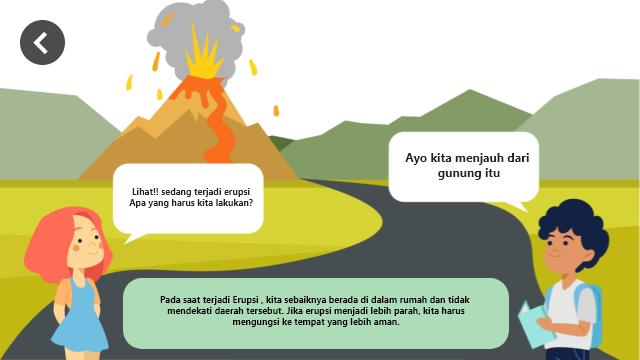 Lihat!! sedang terjadi erupsi
Apa yang harus kita lakukan?
Ayo kita menjauh dari
gunung itu
Pada saat terjadi Erupsi , kita sebaiknya berada di dalam rumah dan tidak
mendekati daerah tersebut. Jika erupsi menjadi lebih parah, kita harus
mengungsi ke tempat yang lebih aman.